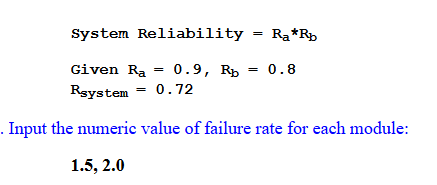 System Reliability = Ra*Rb
Given Ra = 0.9, Rb = 0.8
Rsystem = 0.72
. Input the numeric value of failure rate for each module:
1.5, 2.0